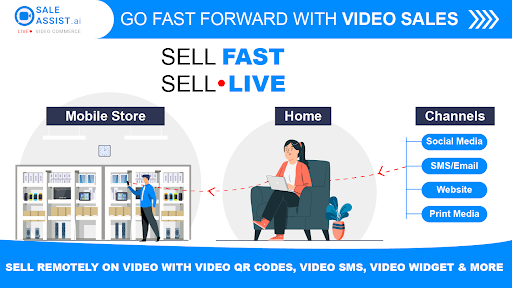 SALE
ASSIST.ai
LIVE • VIDEO COMMERCE
GO FAST FORWARD WITH VIDEO SALES
SELL FAST
SELL•LIVE
Mobile Store
Home
Channels
Social Media
SMS/Email
Website
Print Media
SELL REMOTELY ON VIDEO WITH VIDEO QR CODES, VIDEO SMS, VIDEO WIDGET & MORE